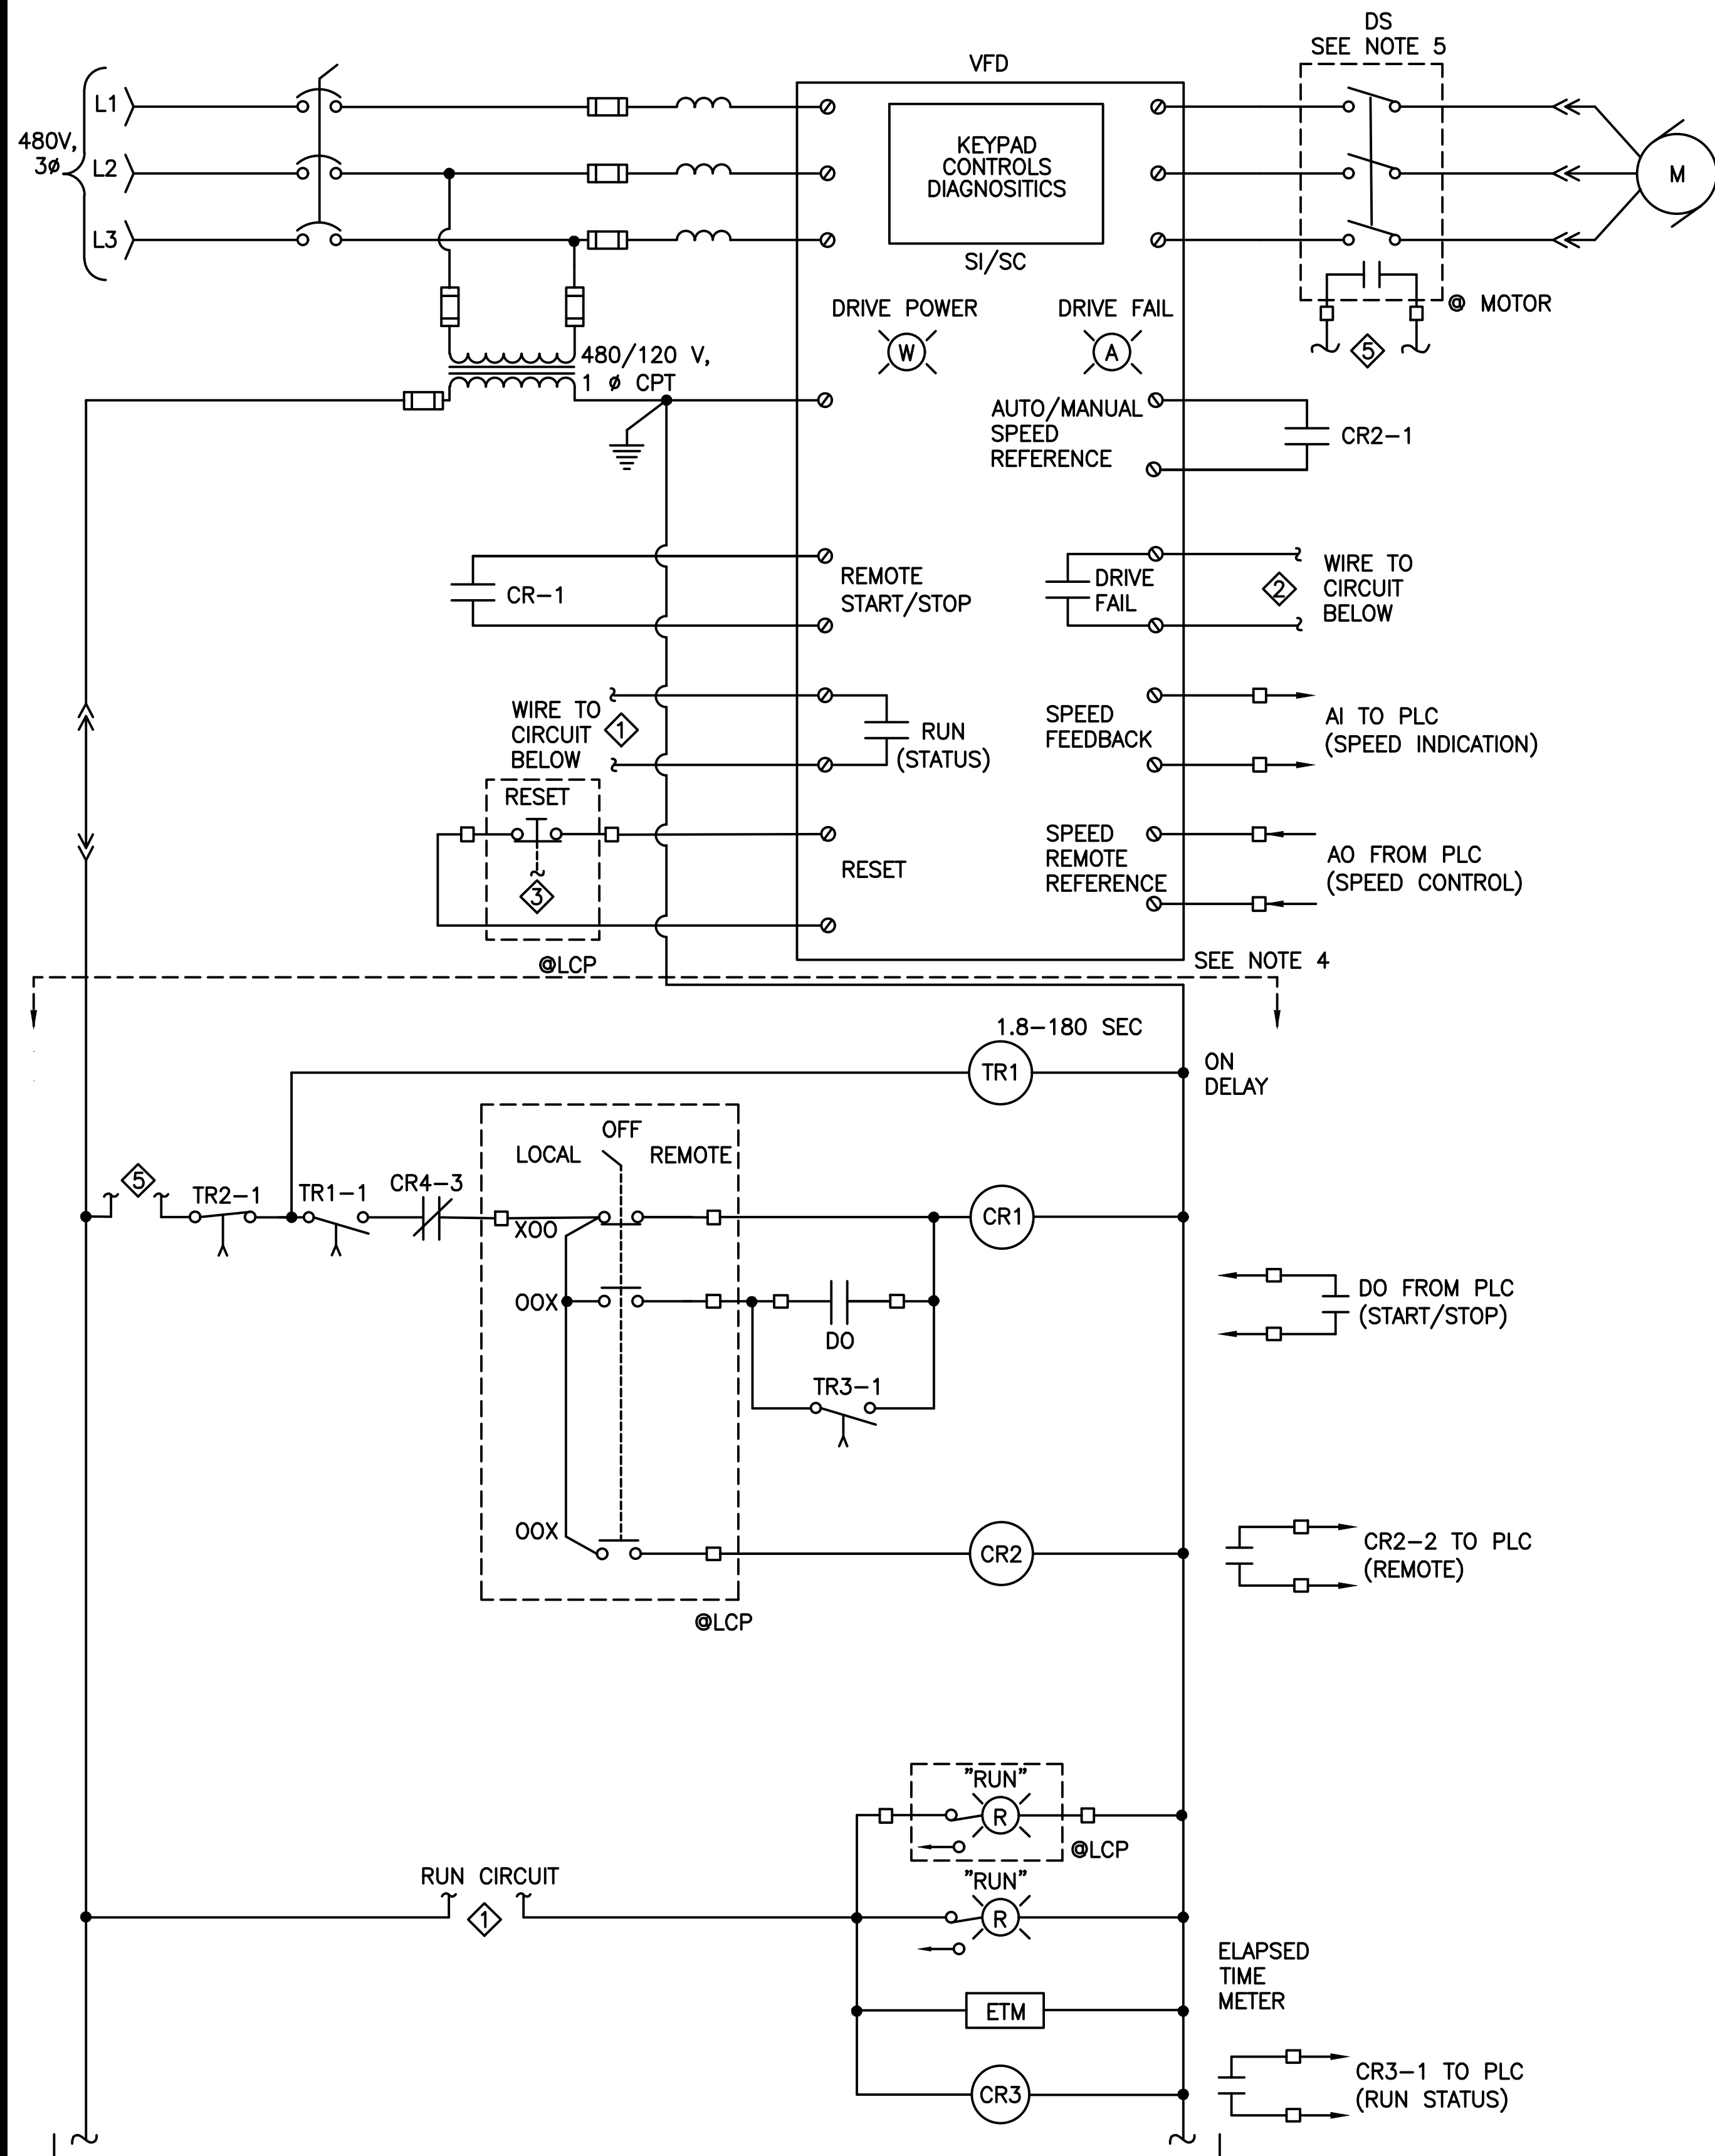 DS
SEE NOTE 5
VFD
L1
480V,
3ø
L2
L3
KEYPAD
CONTROLS
DIAGNOSITICS
SI/SC
M
@ MOTOR
5
DRIVE POWER
W
DRIVE FAIL
A
480/120 V,
1 ø CPT
AUTO/MANUAL
SPEED
REFERENCE
CR2-1
CR-1
REMOTE
START/STOP
DRIVE
FAIL
2
WIRE TO
CIRCUIT
BELOW
WIRE TO
CIRCUIT
BELOW
1
RUN
(STATUS)
SPEED
FEEDBACK
AI TO PLC
(SPEED INDICATION)
RESET
3
@LCP
RESET
SPEED
REMOTE
REFERENCE
AO FROM PLC
(SPEED CONTROL)
SEE NOTE 4
1.8-180 SEC
TR1
ON
DELAY
OFF
LOCAL
REMOTE
5
TR2-1
TR1-1
CR4-3
XOO
CR1
OOX
DO
TR3-1
DO FROM PLC
(START/STOP)
OOX
CR2
@LCP
CR2-2 TO PLC
(REMOTE)
"RUN"
R
@LCP
RUN CIRCUIT
1
"RUN"
R
ELAPSED
TIME
METER
ETM
CR3
CR3-1 TO PLC
(RUN STATUS)